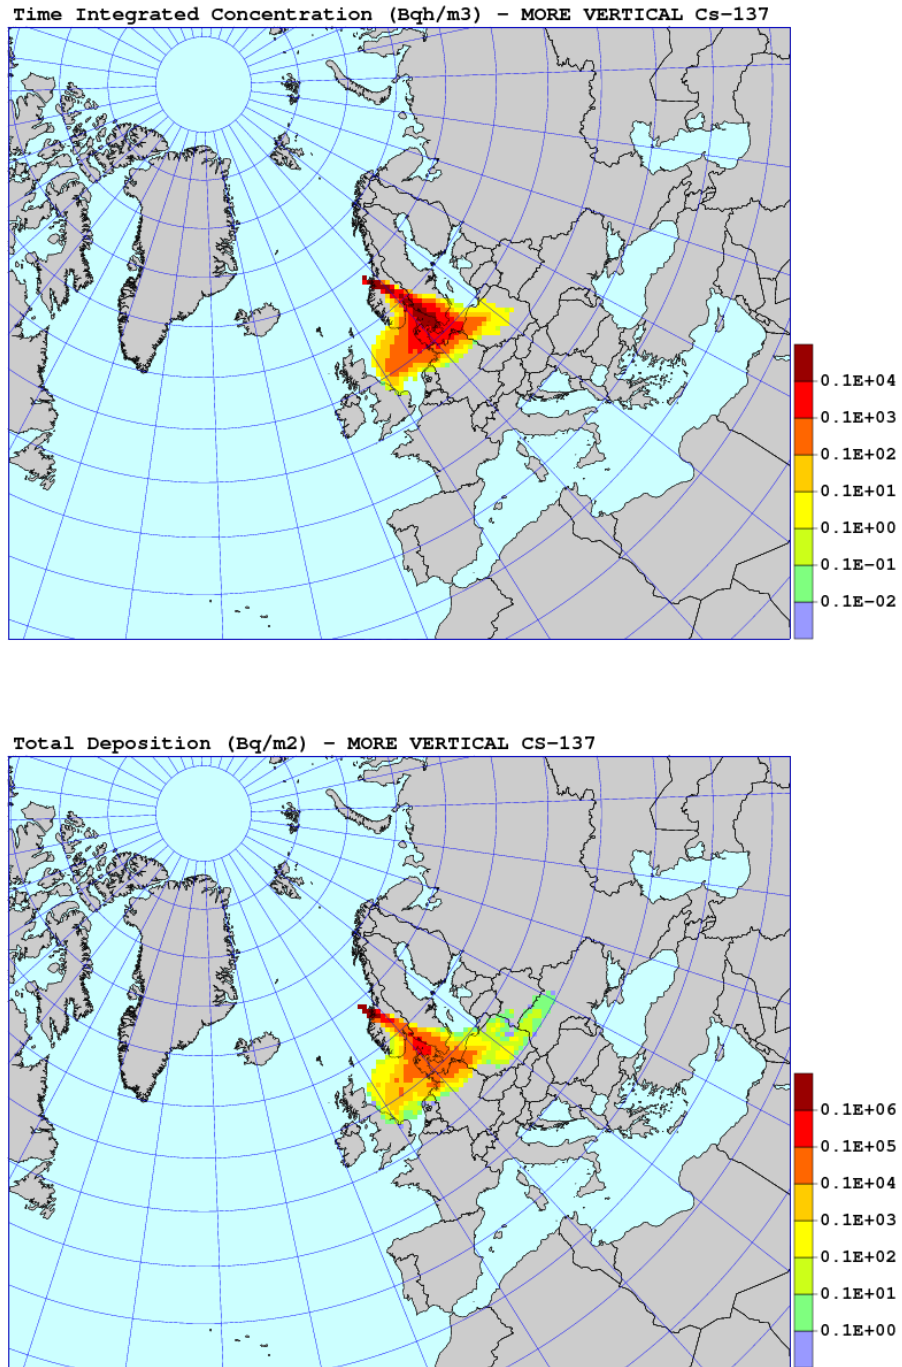 Time Integrated Concentration (Bqh/m3) – MORE VERTICAL Cs–137
0.1E+04
0.1E+03
0.1E+02
0.1E+01
0.1E+00
0.1E–01
0.1E–02
Total Deposition (Bq/m2) – MORE VERTICAL CS–137
0.1E+06
0.1E+05
0.1E+04
0.1E+03
0.1E+02
0.1E+01
0.1E+00